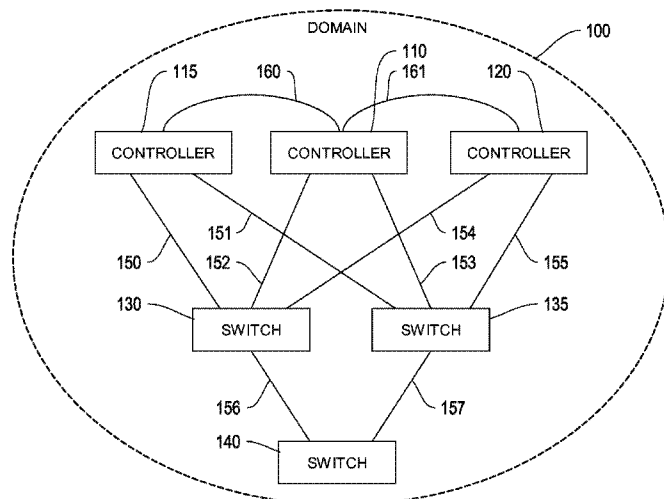 DOMAIN
100
115
160
110
161
120
CONTROLLER
CONTROLLER
CONTROLLER
150
151
152
154
153
155
130
SWITCH
SWITCH
135
156
157
140
SWITCH